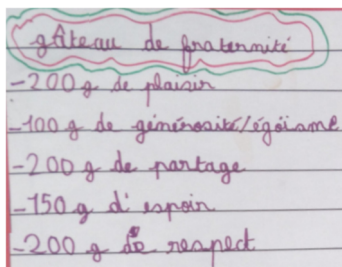 gâteau de fraternité
-200 g de plaisir
-100 g de générosité/égoïsme
-200 g de partage
-150 g d'espoir
-200 g de respect